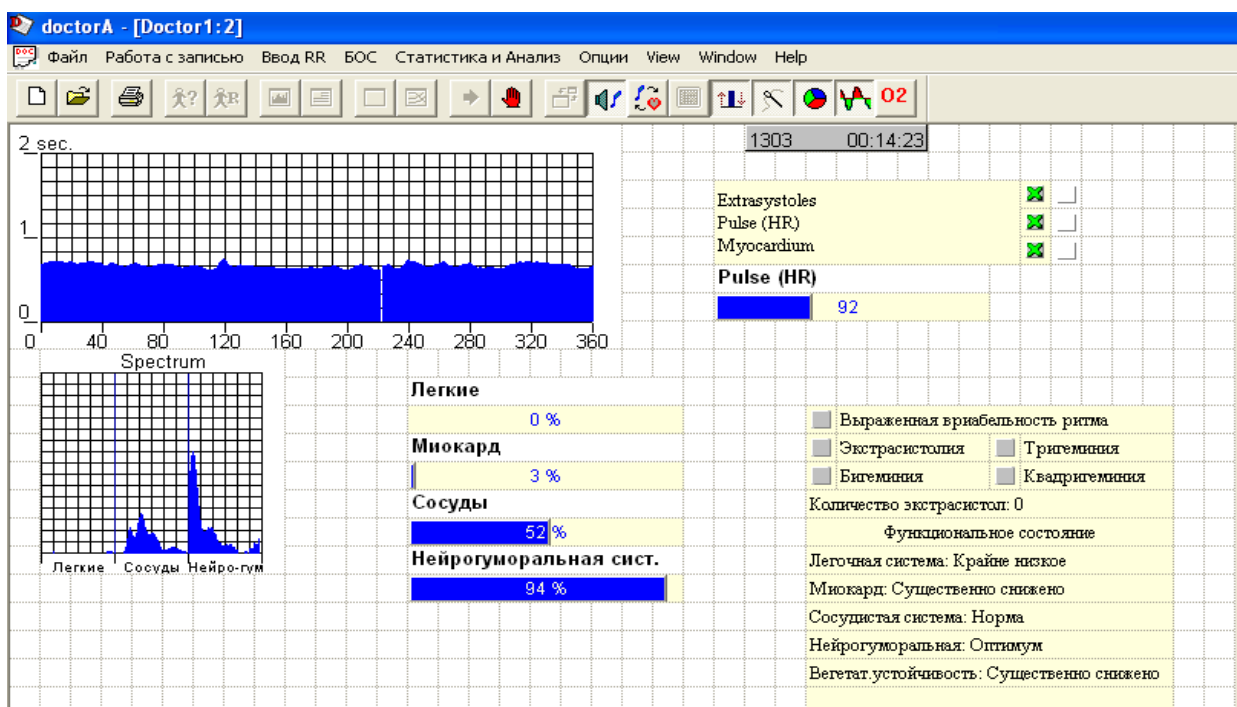 doctorA - [Doctor1:2]
Файл Работа с записью Ввод RR БОС Статистика и Анализ Опции View Window Help
O2
2 sec.
1303 00:14:23
Extrasystoles
1
Pulse (HR)
Myocardium
Pulse (HR)
92
0
0 40 80 120 160 200 240 280 320 360
Spectrum
Легкие
0 %
Миокард
3 %
Сосуды
52 %
Нейрогуморальная сист.
94 %
Легкие Сосуды Нейро-гум
Выраженная вриабельность ритма
Экстрасистолия Тригеминия
Бигеминия Квадригеминия
Количество экстрасистол: 0
Функциональное состояние
Легочная система: Крайне низкое
Миокард: Существенно снижено
Сосудистая система: Норма
Нейрогуморальная: Оптимум
Вегетат.устойчивость: Существенно снижено